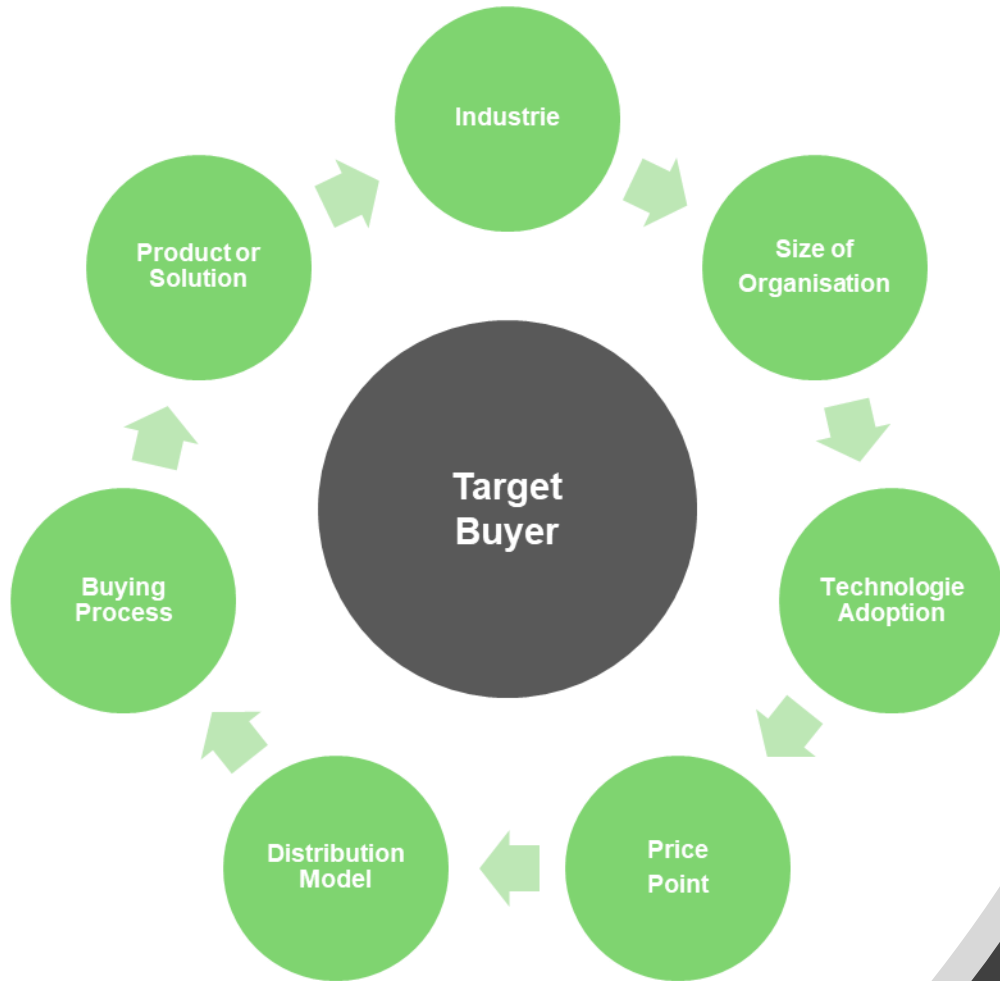 Industrie
Size of
Organisation
Technologie
Adoption
Price
Point
Distribution
Model
Buying
Process
Product or
Solution
Target
Buyer